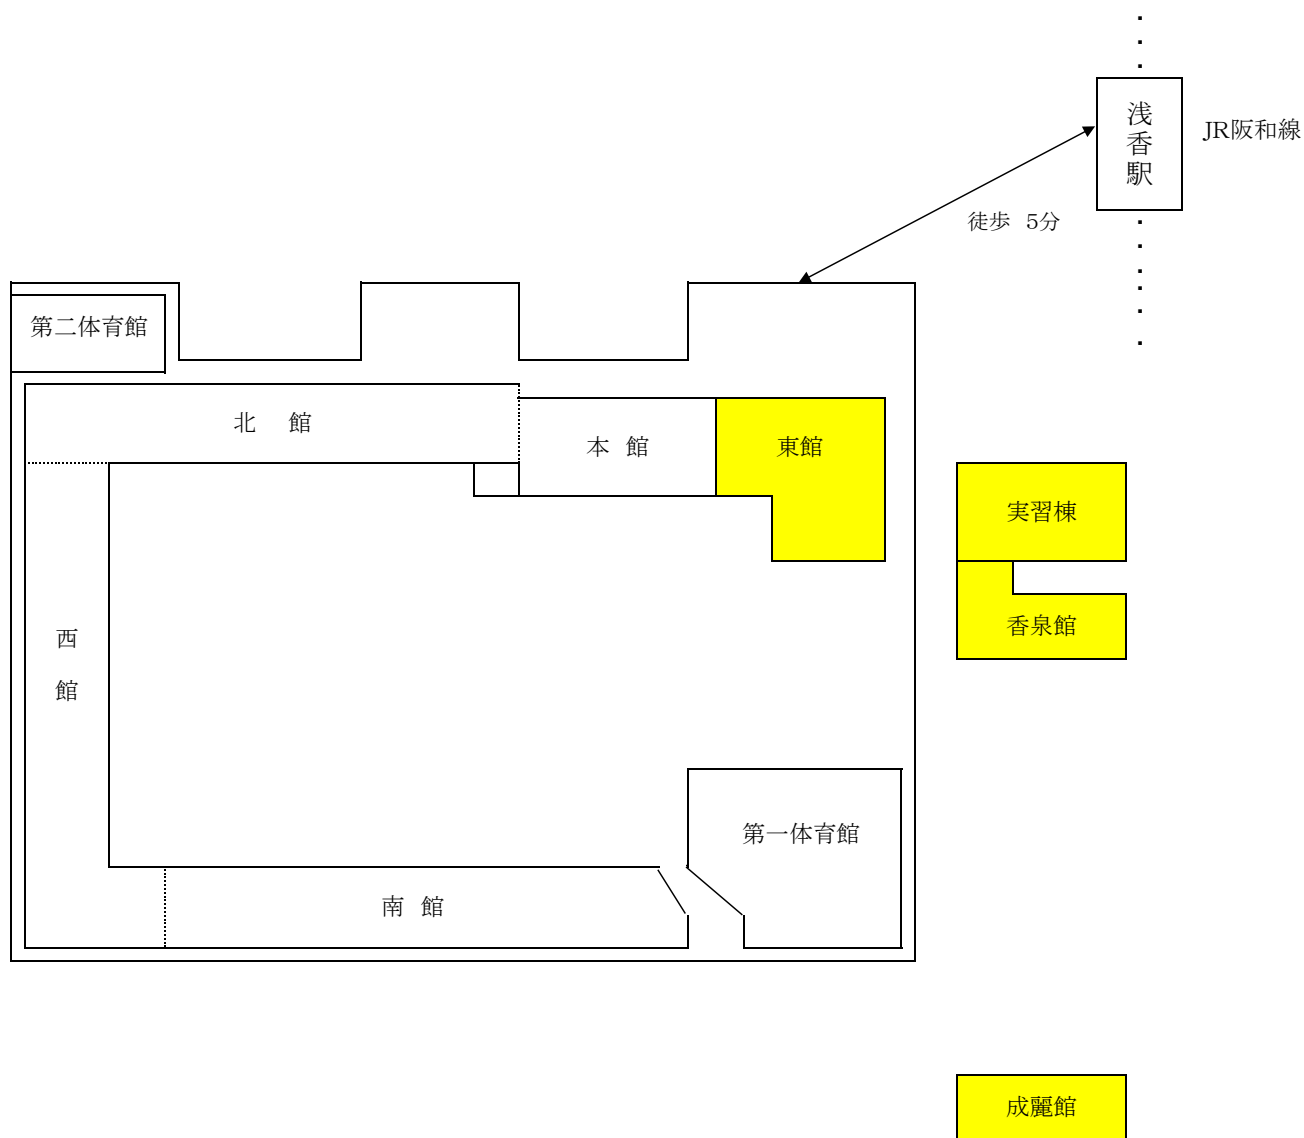 浅香駅
JR阪和線
徒歩 5分
第二体育館
北 館
本 館
東館
実習棟
香泉館
西館
第一体育館
南 館
成麗館